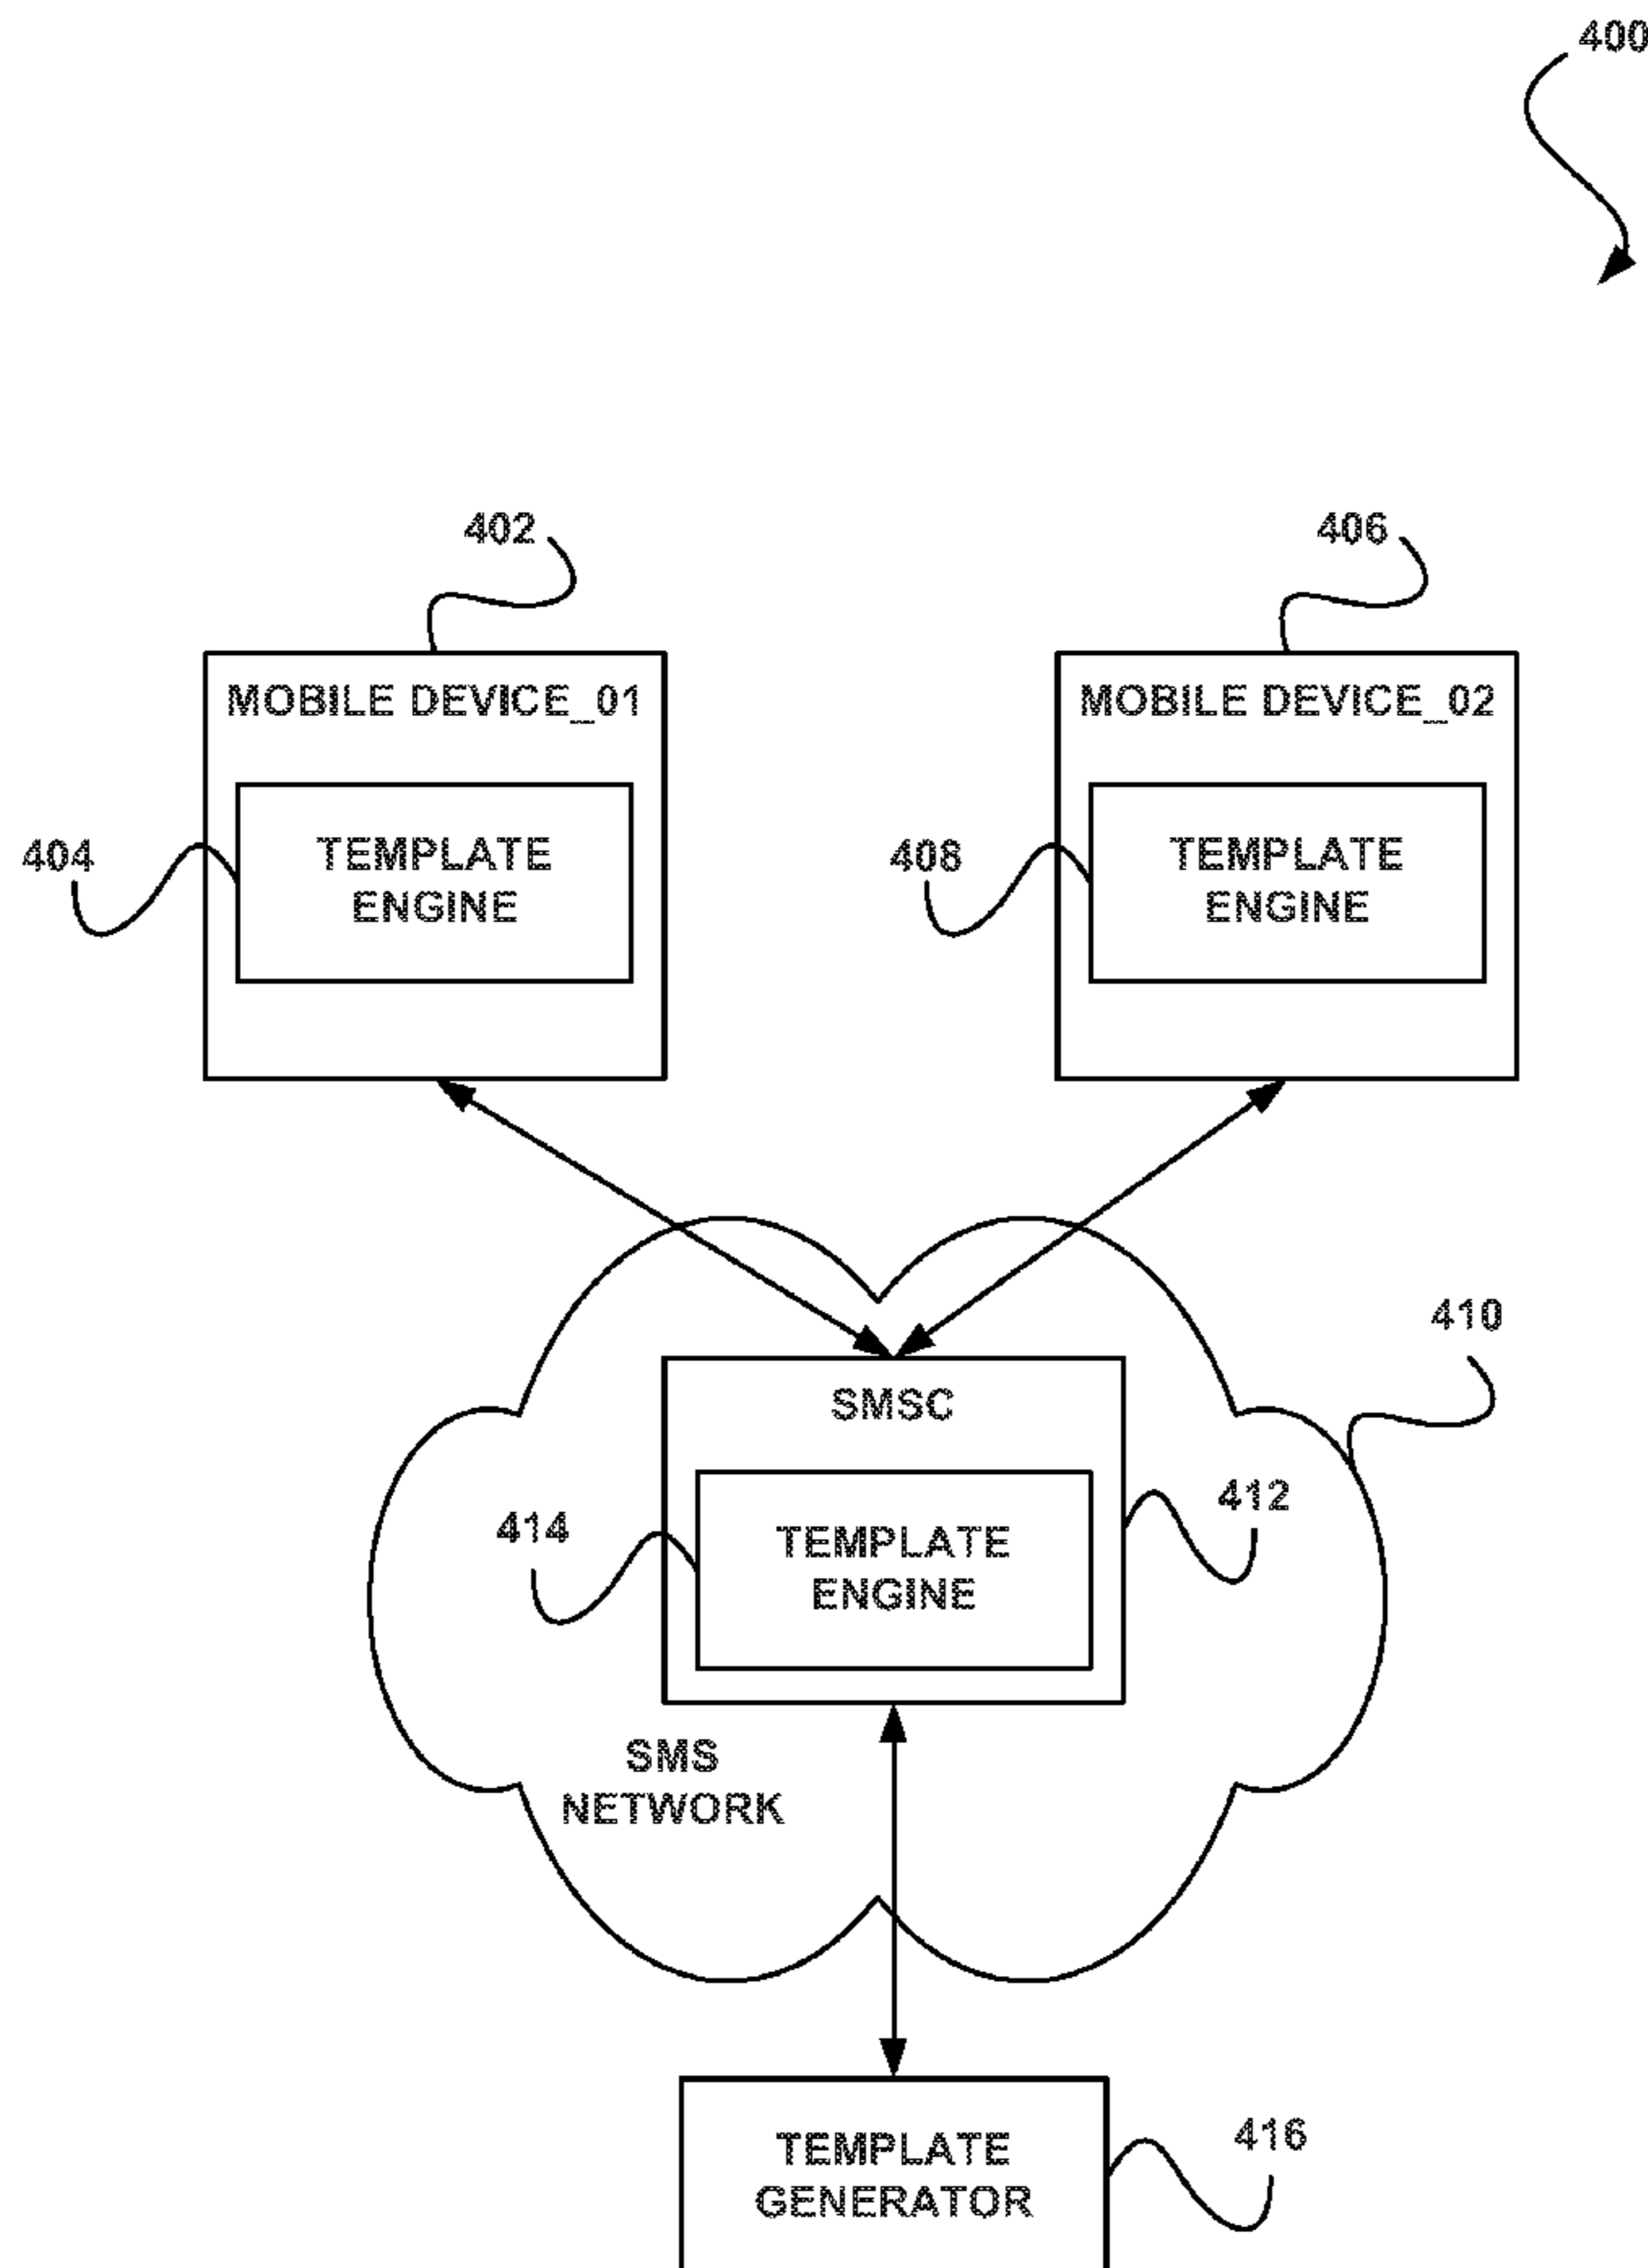 400
402
406
MOBILE DEVICE_01
MOBILE DEVICE_02
404
TEMPLATE
ENGINE
408
TEMPLATE
ENGINE
410
SMSC
412
414
TEMPLATE
ENGINE
SMS
NETWORK
416
TEMPLATE
GENERATOR